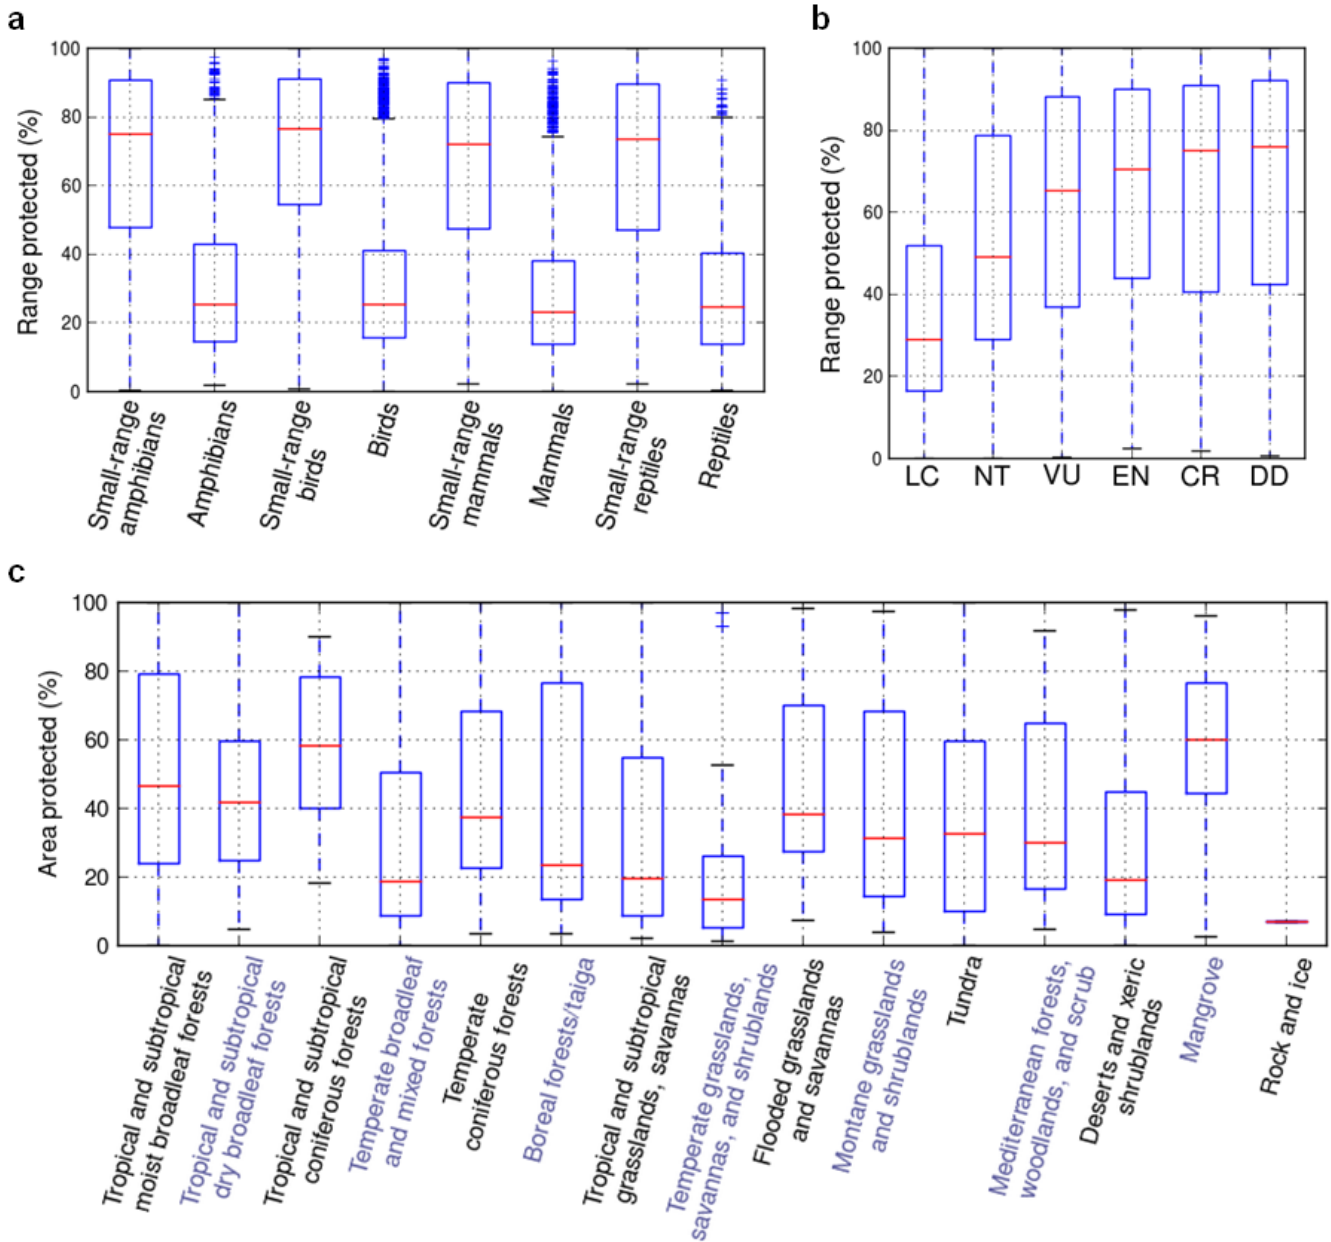 a
100
80
60
40
20
0
Range protected (%)
Small-range
amphibians
Amphibians
Small-range
birds
Birds
Small-range
mammals
Mammals
Small-range
reptiles
Reptiles
b
100
80
60
40
20
0
Range protected (%)
LC NT VU EN CR DD
c
100
80
60
40
20
0
Area protected (%)
Tropical and subtropical
moist broadleaf forests
Tropical and subtropical
dry broadleaf forests
Tropical and subtropical
coniferous forests
Temperate broadleaf
and mixed forests
Temperate
coniferous forests
Boreal forests/taiga
Tropical and subtropical
grasslands, savannas
Temperate grasslands,
savannas, and shrublands
Flooded grasslands
and savanas
Montane grasslands
and shrublands
Tundra
Mediterranean forests,
woodlands, and scrub
Deserts and xeric
shrublands
Mangrove
Rock and ice